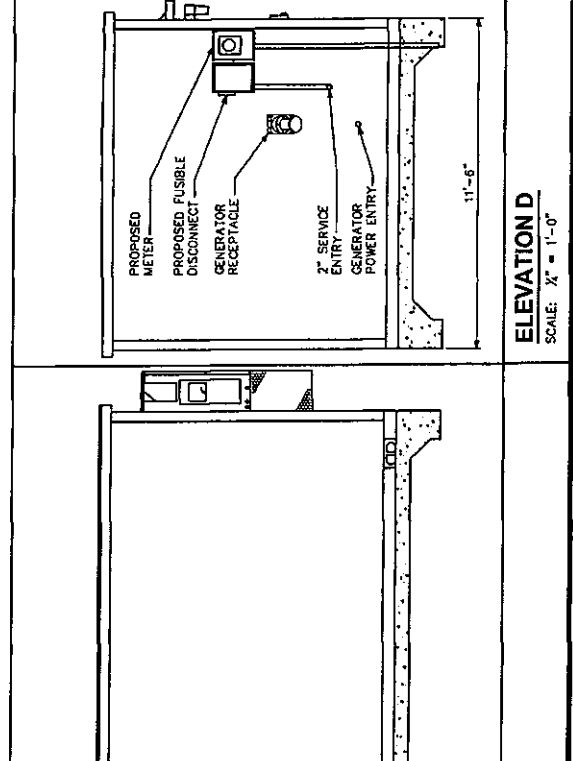 PROPOSED
METER
PROPOSED FUSIBLE
DISCONNECT
GENERATOR
RECEPTACLE
2" SERVICE
ENTRY
GENERATOR
POWER ENTRY
11'-6"
ELEVATION D
SCALE: ¼" = 1'-0"